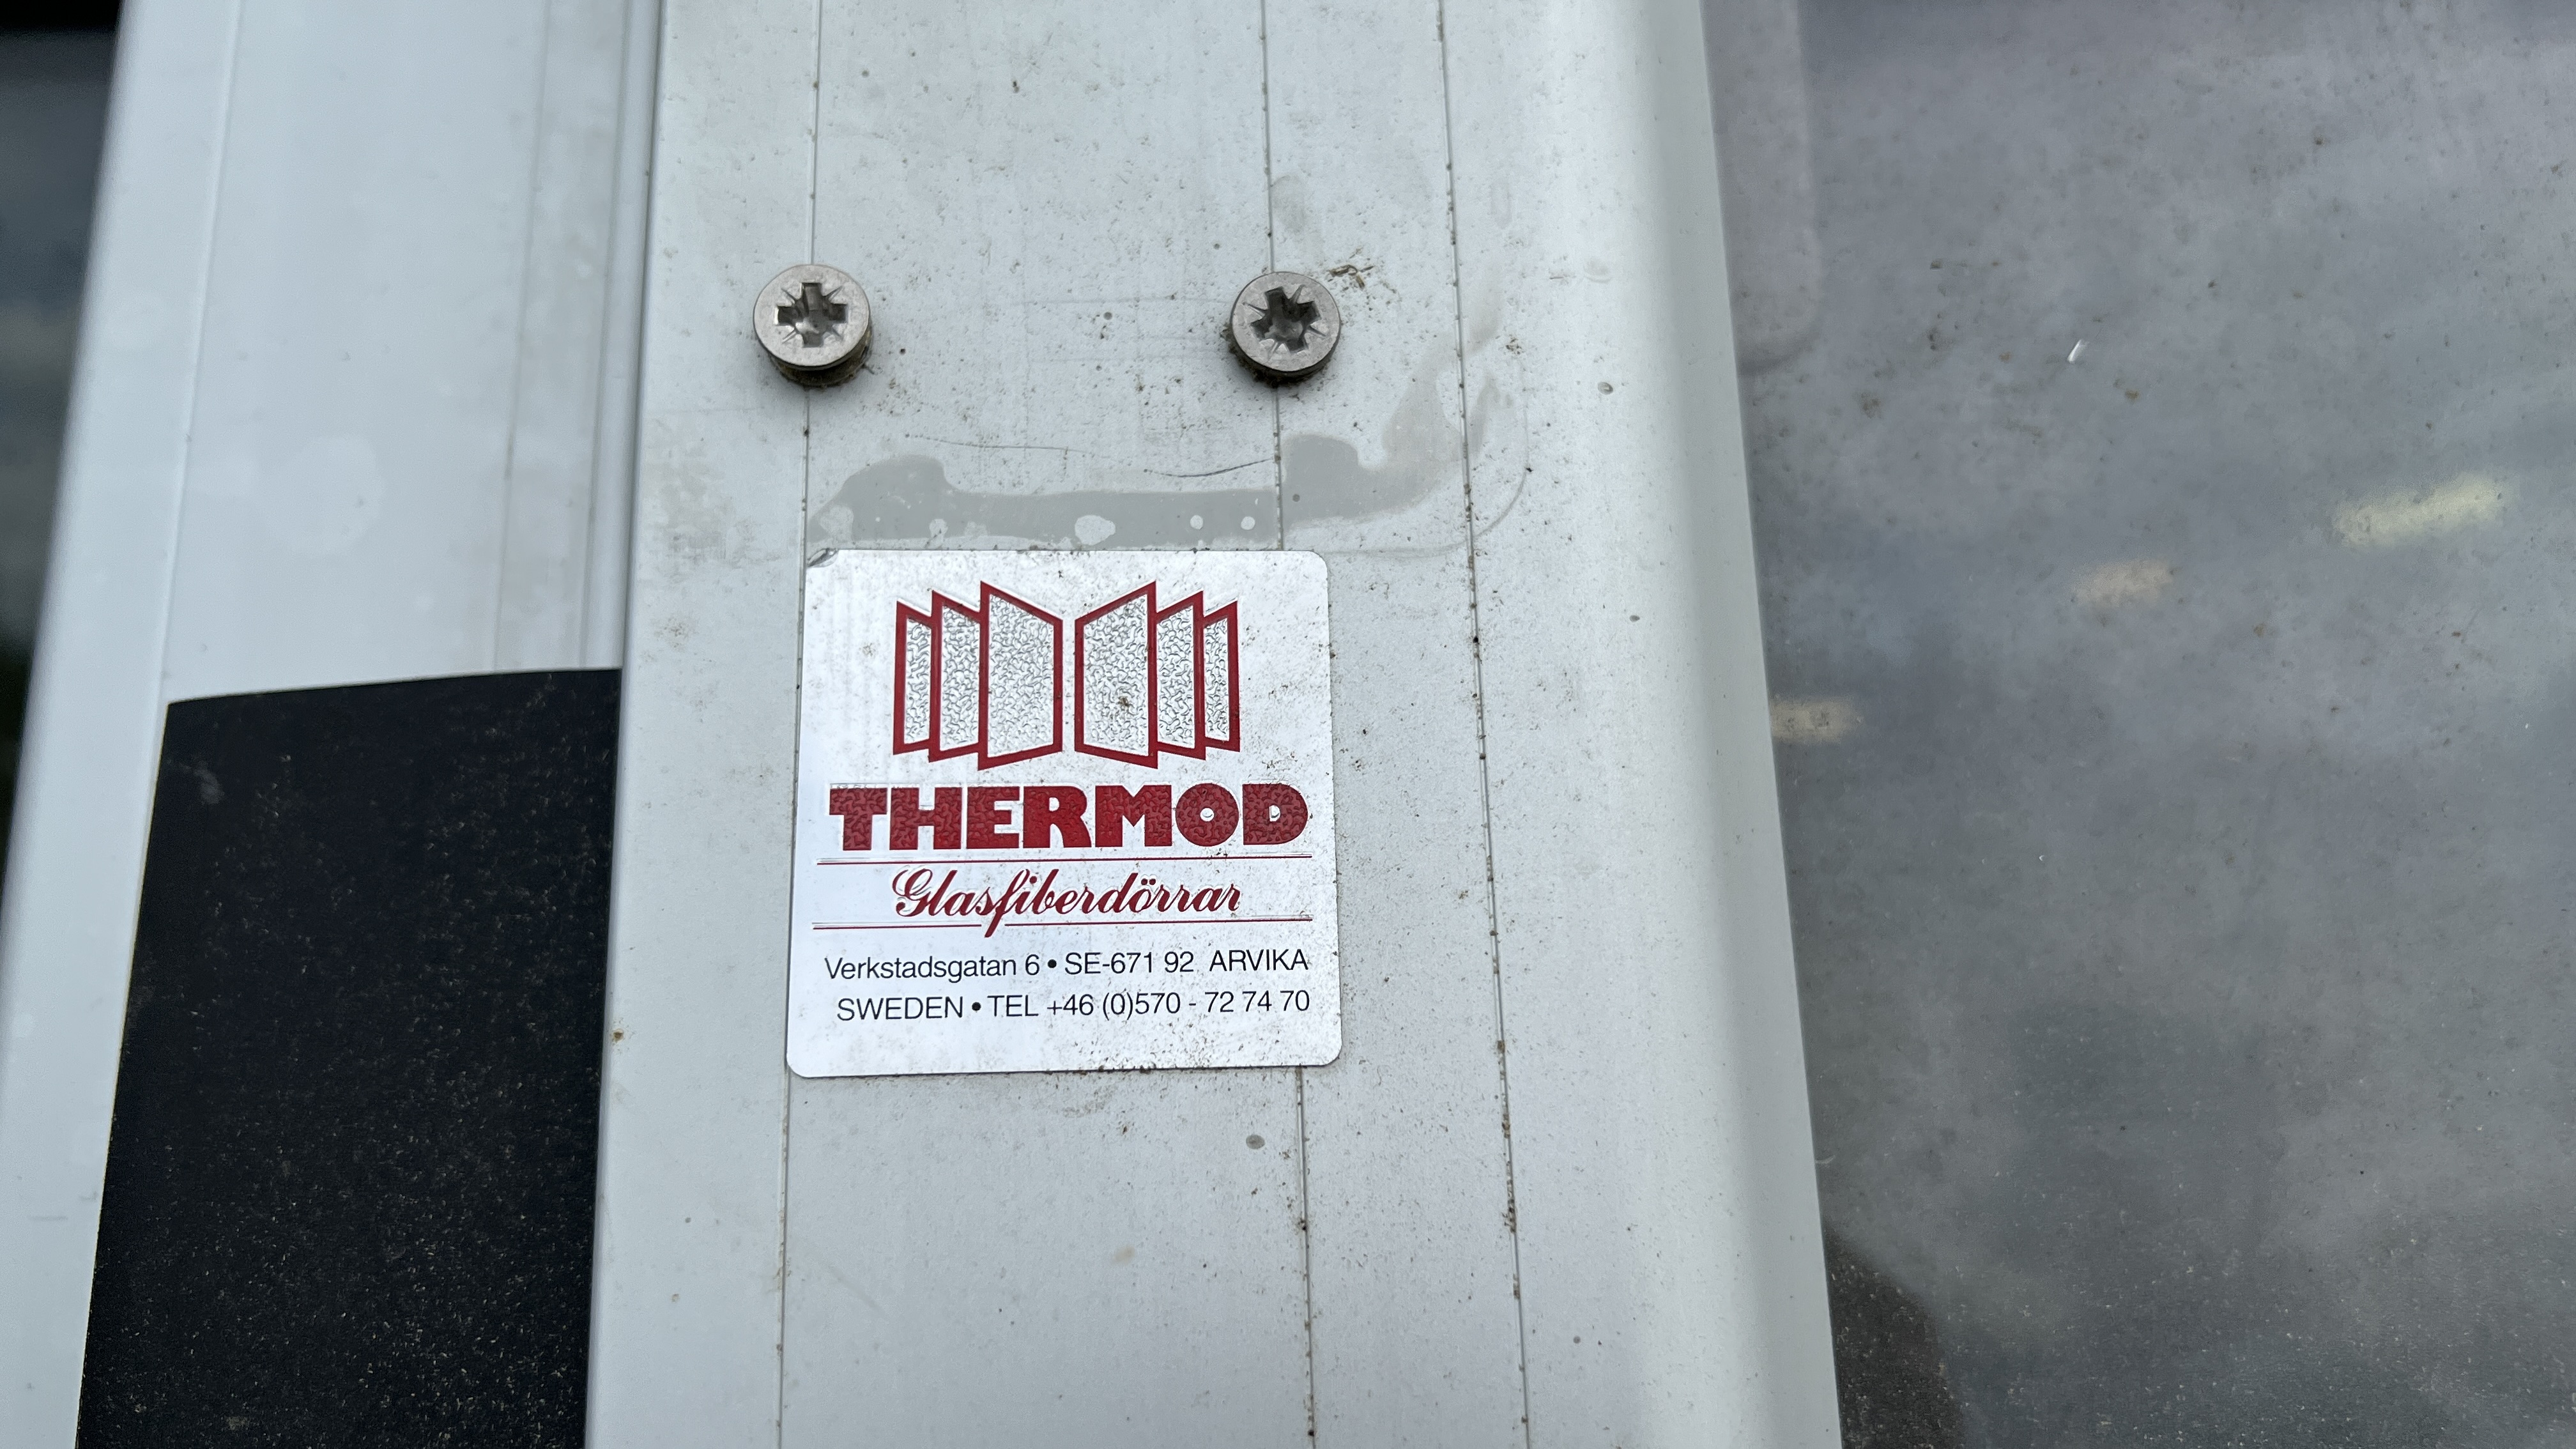 THERMOD
Glasfiberdörrar
Verkstadsgatan 6 • SE-671 92 ARVIKA
SWEDEN • TEL +46 (0)570 - 72 74 70